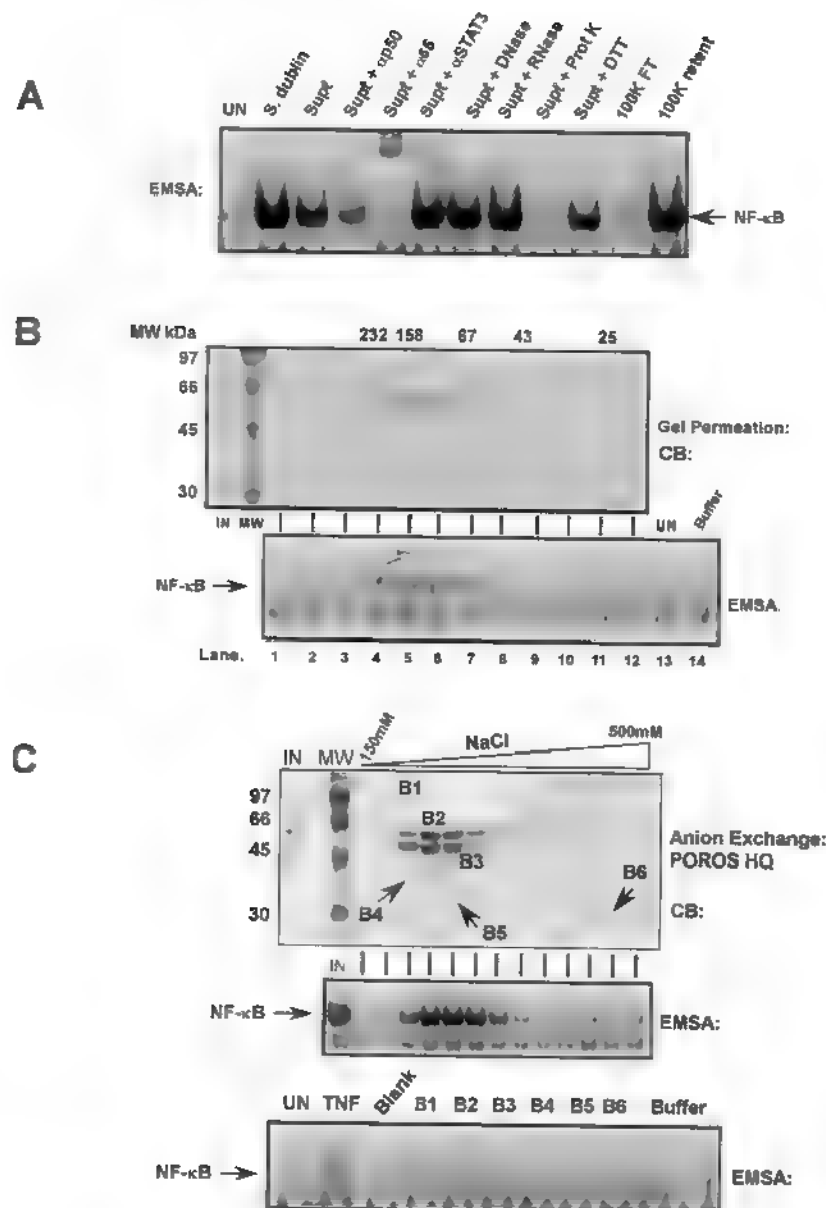 A
UN S. dublin Supt Supt + αp50 Supt + α65 Supt + αSTAT3 Supt + DNase Supt + RNase Supt + Prot K Supt + DTT 100K FT 100K retent
EMSA:
NF-κB
B
MW kDa 232 158 67 43 25
97
66
45
30
Gel Permeation:
CB:
IN MW UN Buffer
NF-κB
EMSA.
Lane. 1 2 3 4 5 6 7 8 9 10 11 12 13 14
C
IN MW 150mM NaCl 500mM
97
66
45
30
B1
B2
B3
B4
B5
B6
Anion Exchange:
POROS HQ
CB:
IN
NF-κB
EMSA:
UN TNF Blank B1 B2 B3 B4 B5 B6 Buffer
NF-κB
EMSA: